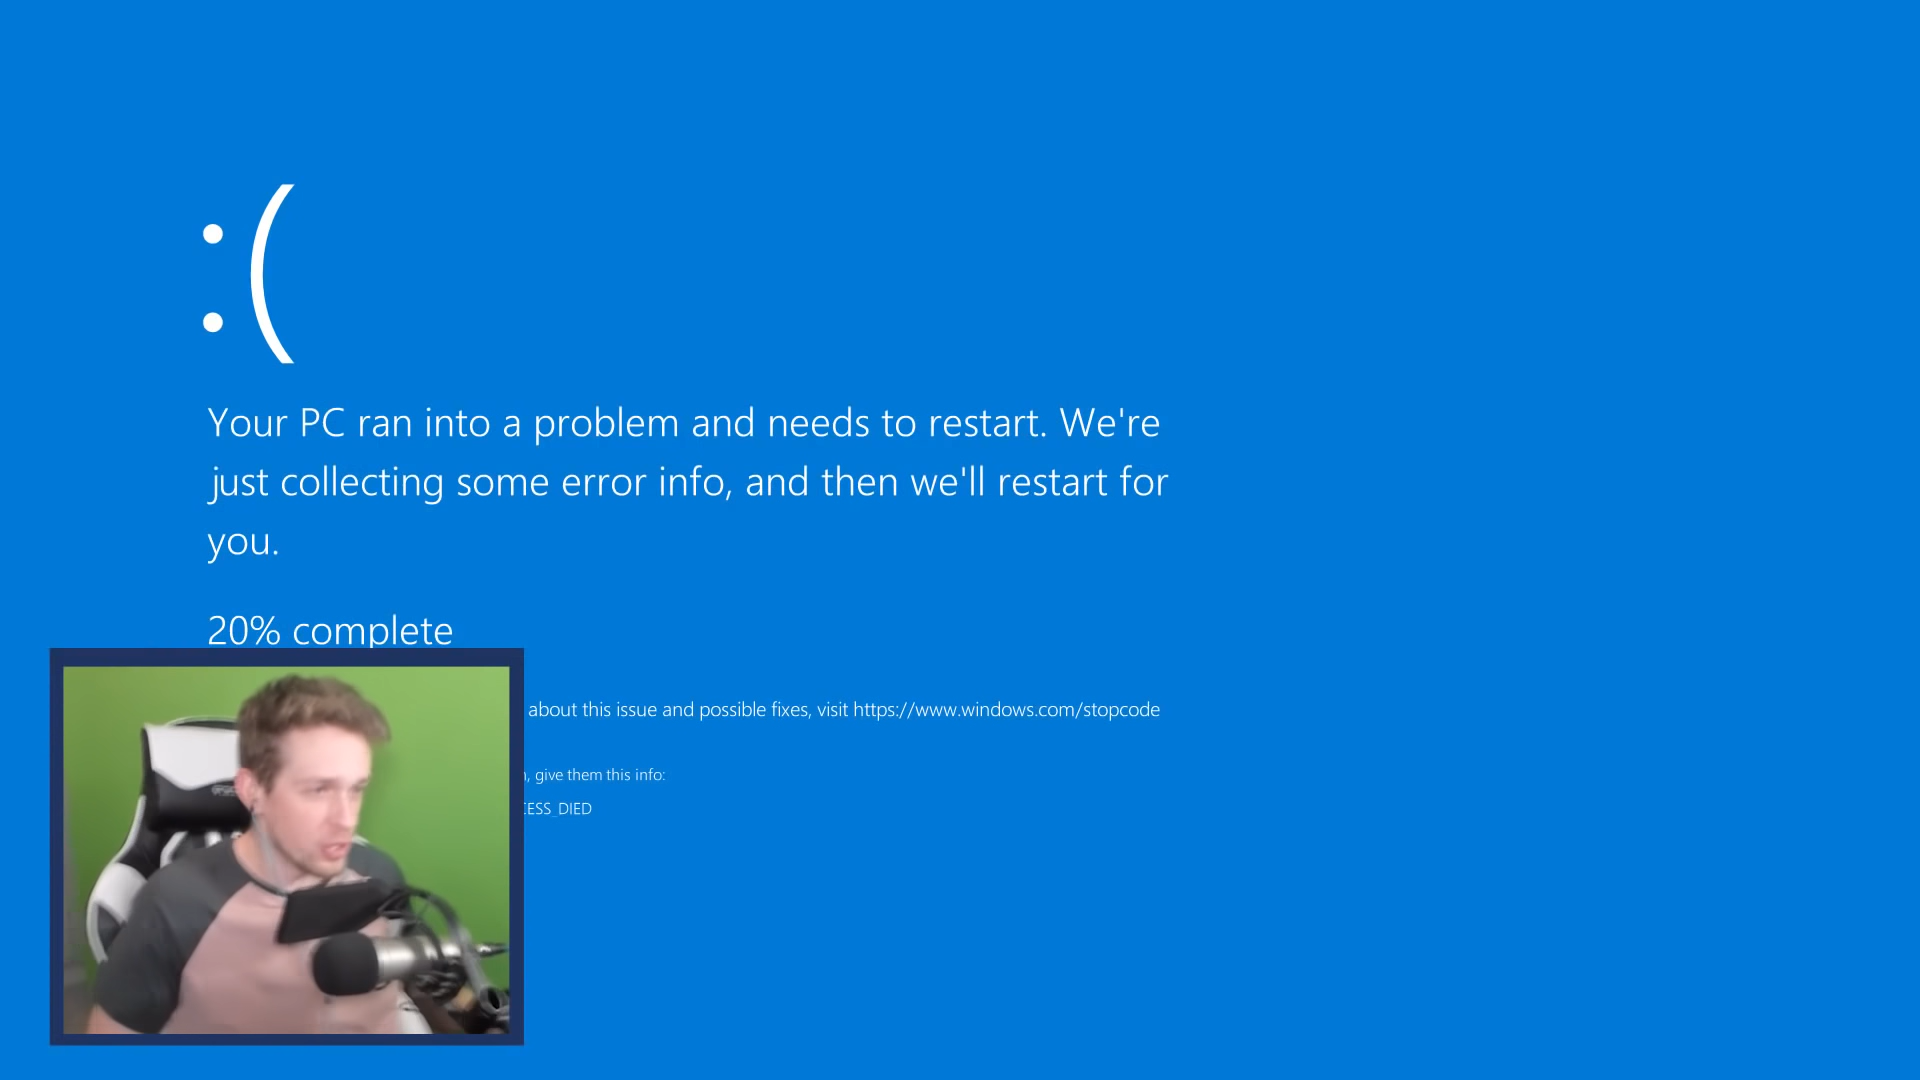 :(
Your PC ran into a problem and needs to restart. We're
just collecting some error info, and then we'll restart for
you.
20% complete
about this issue and possible fixes, visit https://www.windows.com/stopcode
, give them this info:
CESS_DIED